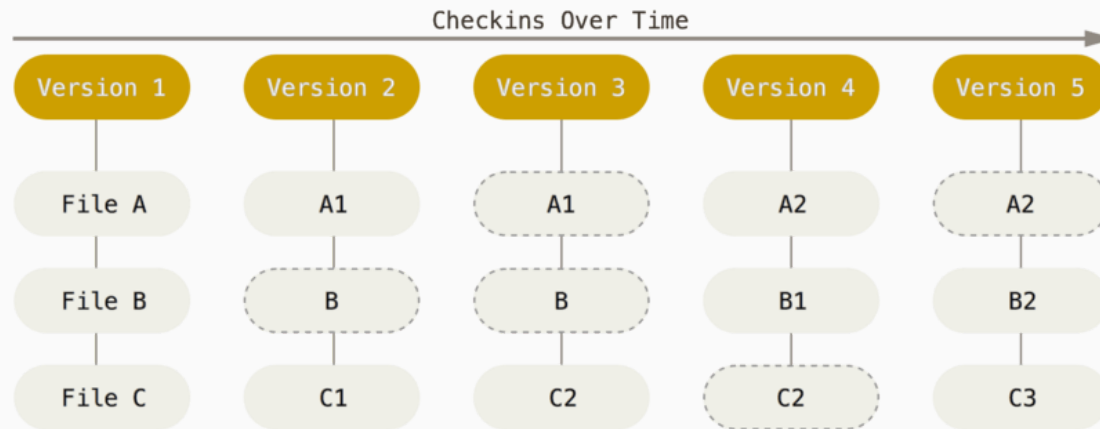 Checkins Over Time
Version 1 Version 2 Version 3 Version 4 Version 5
File A A1 A1 A2 A2
File B B B B1 B2
File C C1 C2 C2 C3